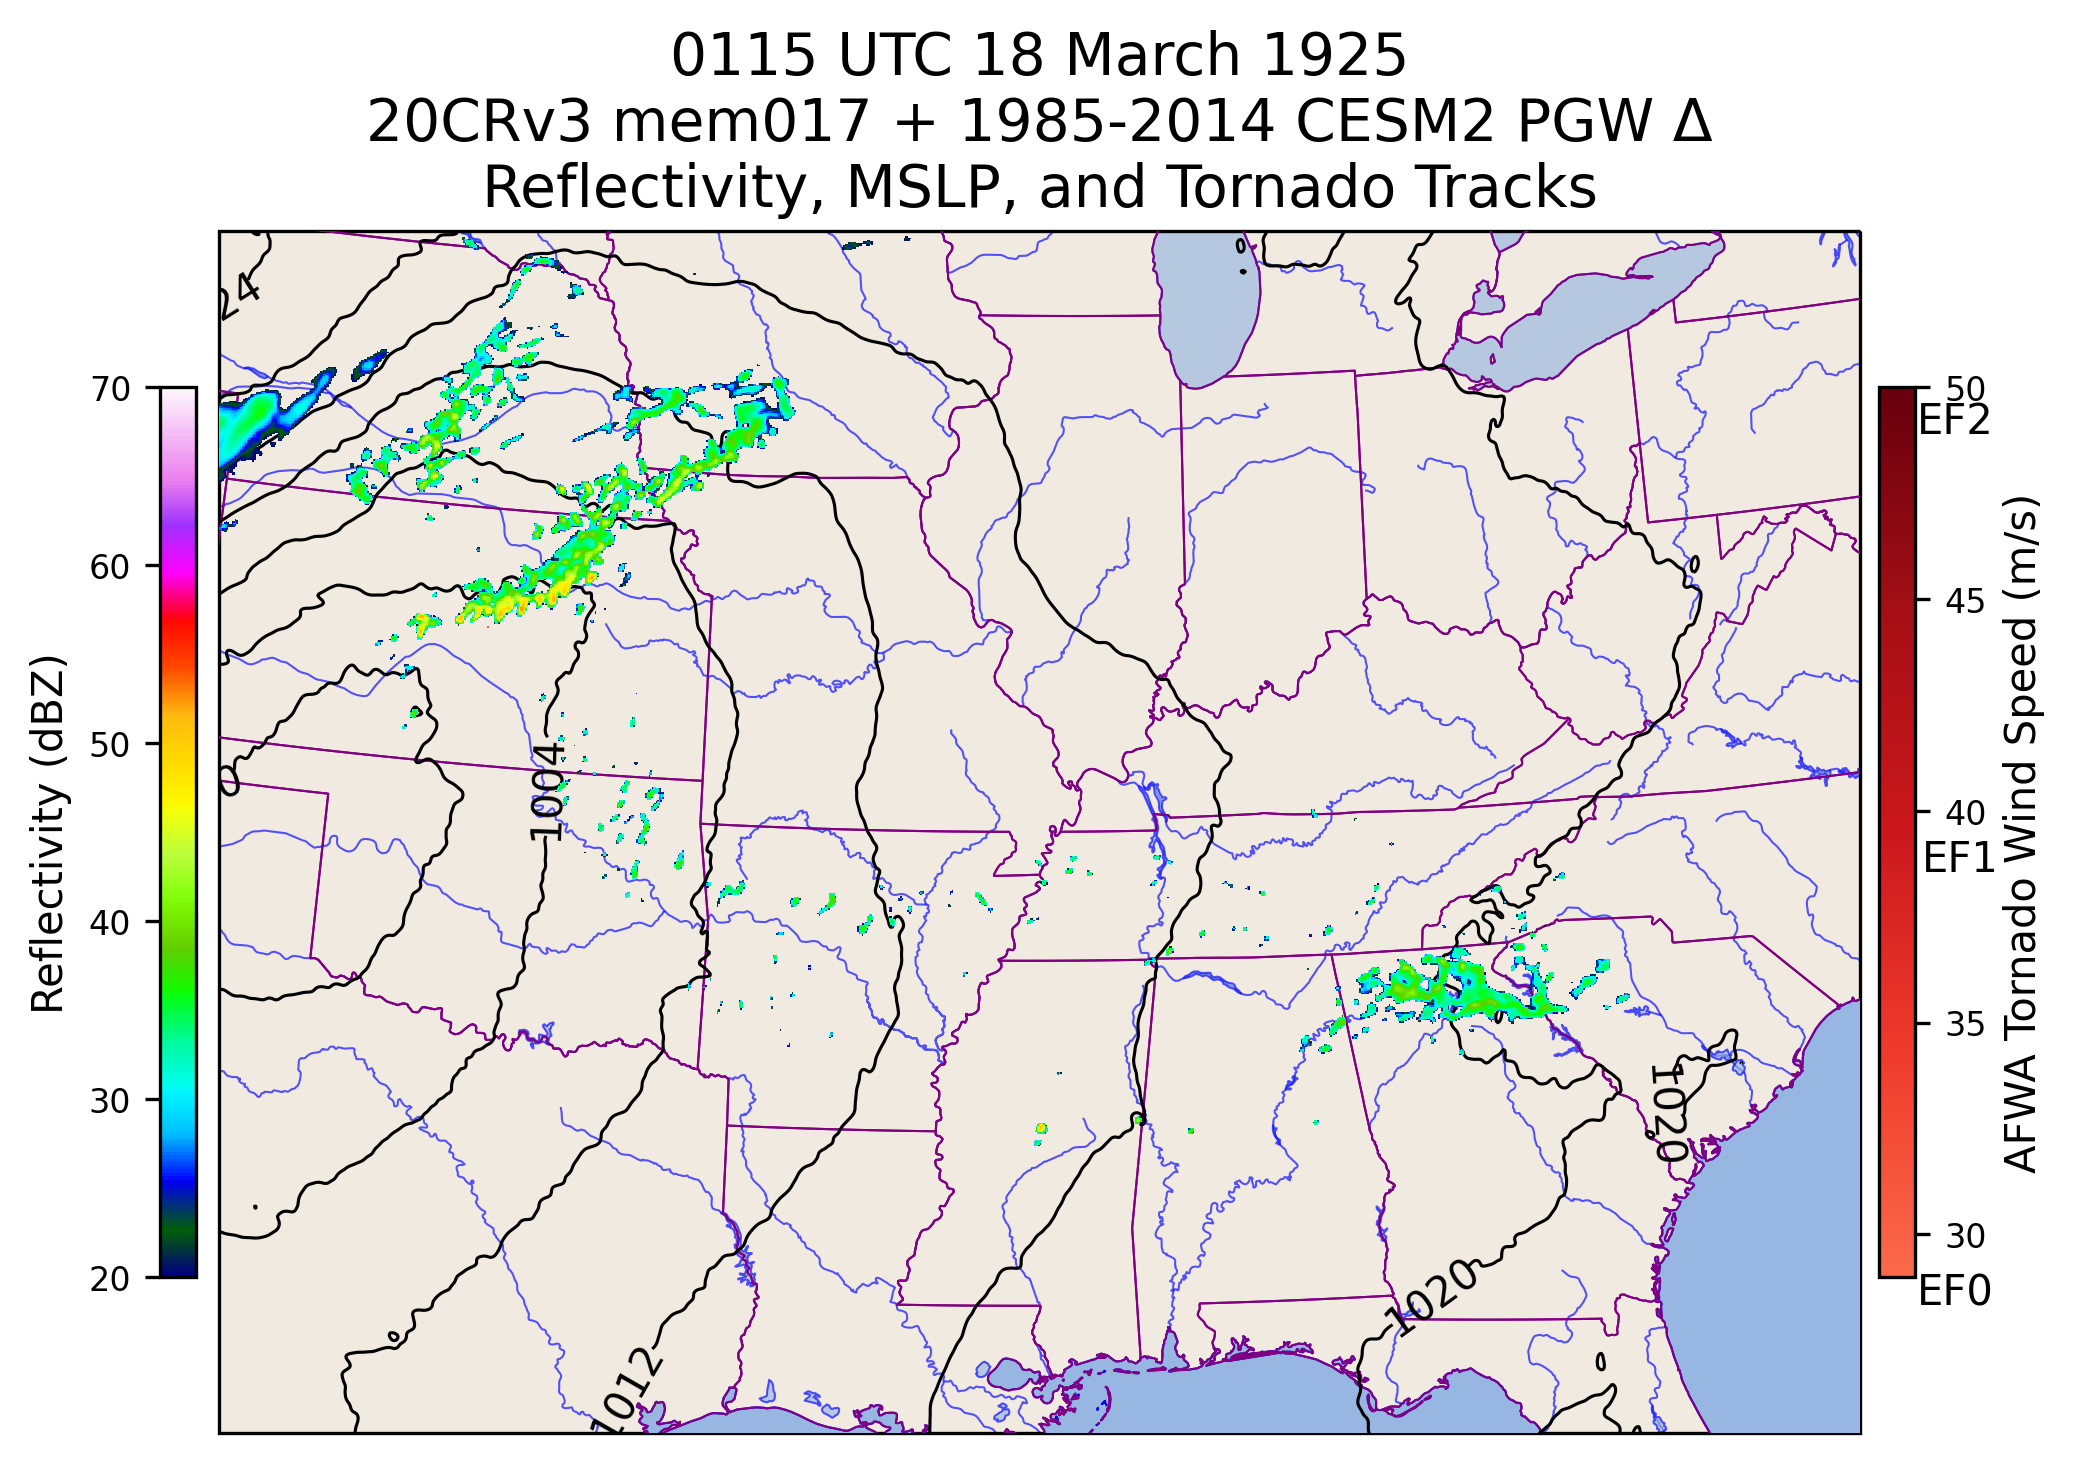 0115 UTC 18 March 1925
20CRv3 mem017 + 1985-2014 CESM2 PGW Δ
Reflectivity, MSLP, and Tornado Tracks
24
0
1004
1012
1020
1020
70
60
50
40
30
20
Reflectivity (dBZ)
50
EF2
45
40
EF1
35
30
EF0
AFWA Tornado Wind Speed (m/s)